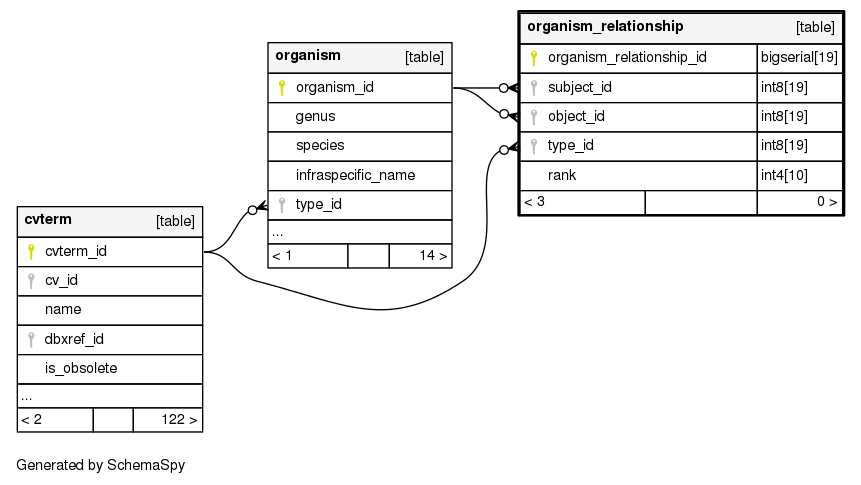 organism_relationship [table]
organism_relationship_id bigserial[19]
subject_id int8[19]
object_id int8[19]
type_id int8[19]
rank int4[10]
< 3 0 >
organism [table]
organism_id
genus
species
infraspecific_name
type_id
...
< 1 14 >
cvterm [table]
cvterm_id
cv_id
name
dbxref_id
is_obsolete
...
< 2 122 >
Generated by SchemaSpy